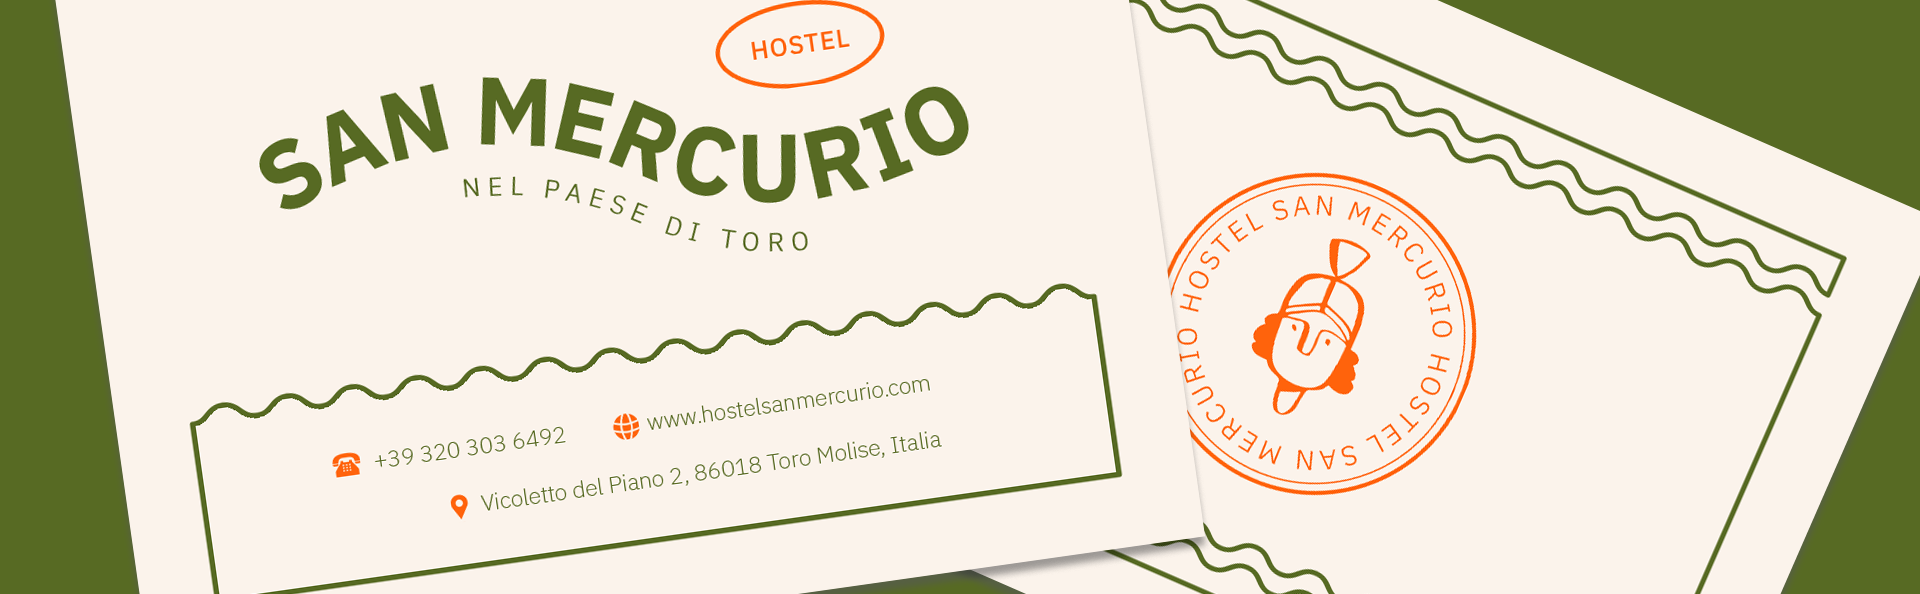 HOSTEL
SAN MERCURIO
NEL PAESE DI TORO
+39 320 303 6492
www.hostelsanmercurio.com
Vicoletto del Piano 2, 86018 Toro Molise, Italia
HOSTEL SAN MERCURIO HOSTEL SAN MERCURIO